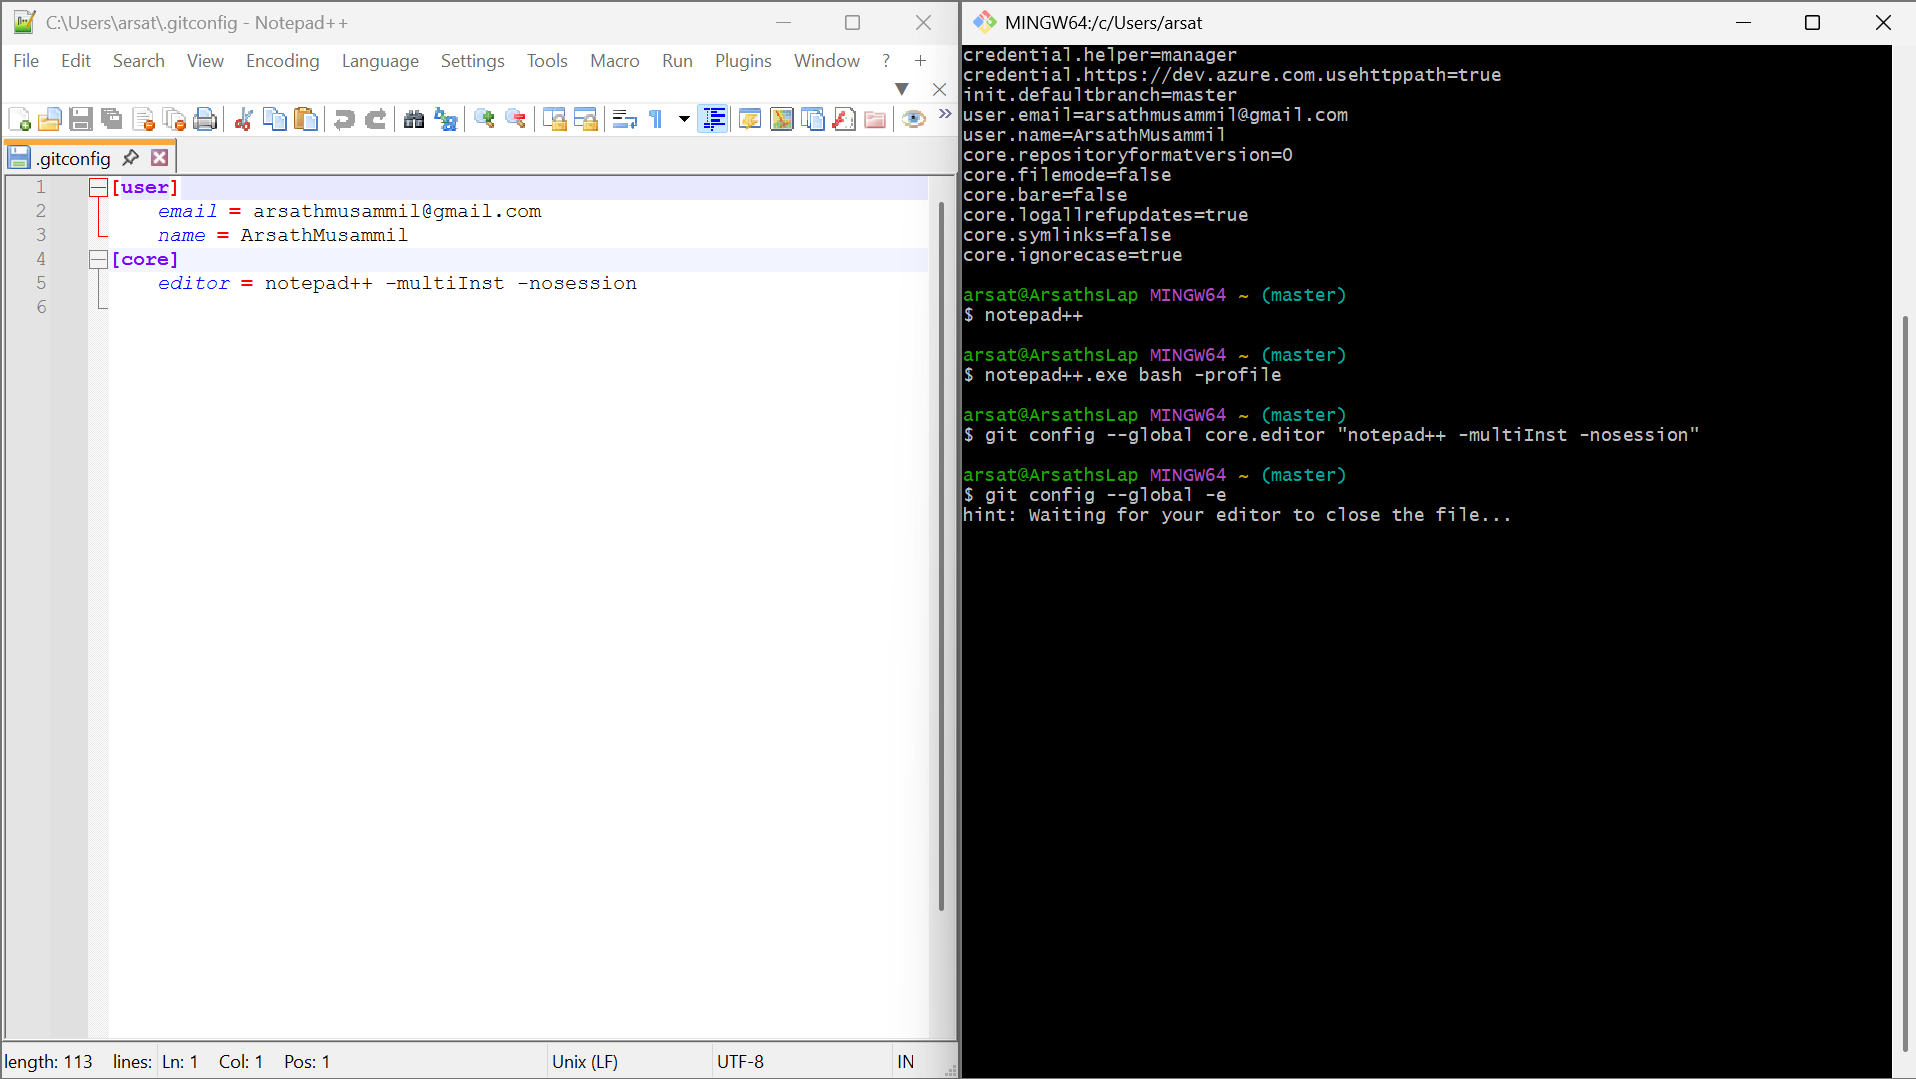 C:\Users\arsat\.gitconfig - Notepad++
File Edit Search View Encoding Language Settings Tools Macro Run Plugins Window ? +
.gitconfig
1 [user]
2 email = arsathmusammil@gmail.com
3 name = ArsathMusammil
4 [core]
5 editor = notepad++ -multiInst -nosession
6
length: 113 lines: Ln: 1 Col: 1 Pos: 1 Unix (LF) UTF-8 IN
MINGW64:/c/Users/arsat
credential.helper=manager
credential.https://dev.azure.com.usehttppath=true
init.defaultbranch=master
user.email=arsathmusammil@gmail.com
user.name=ArsathMusammil
core.repositoryformatversion=0
core.filemode=false
core.bare=false
core.logallrefupdates=true
core.symlinks=false
core.ignorecase=true
arsat@ArsathsLap MINGW64 ~ (master)
$ notepad++
arsat@ArsathsLap MINGW64 ~ (master)
$ notepad++.exe bash -profile
arsat@ArsathsLap MINGW64 ~ (master)
$ git config --global core.editor "notepad++ -multiInst -nosession"
arsat@ArsathsLap MINGW64 ~ (master)
$ git config --global -e
hint: Waiting for your editor to close the file...